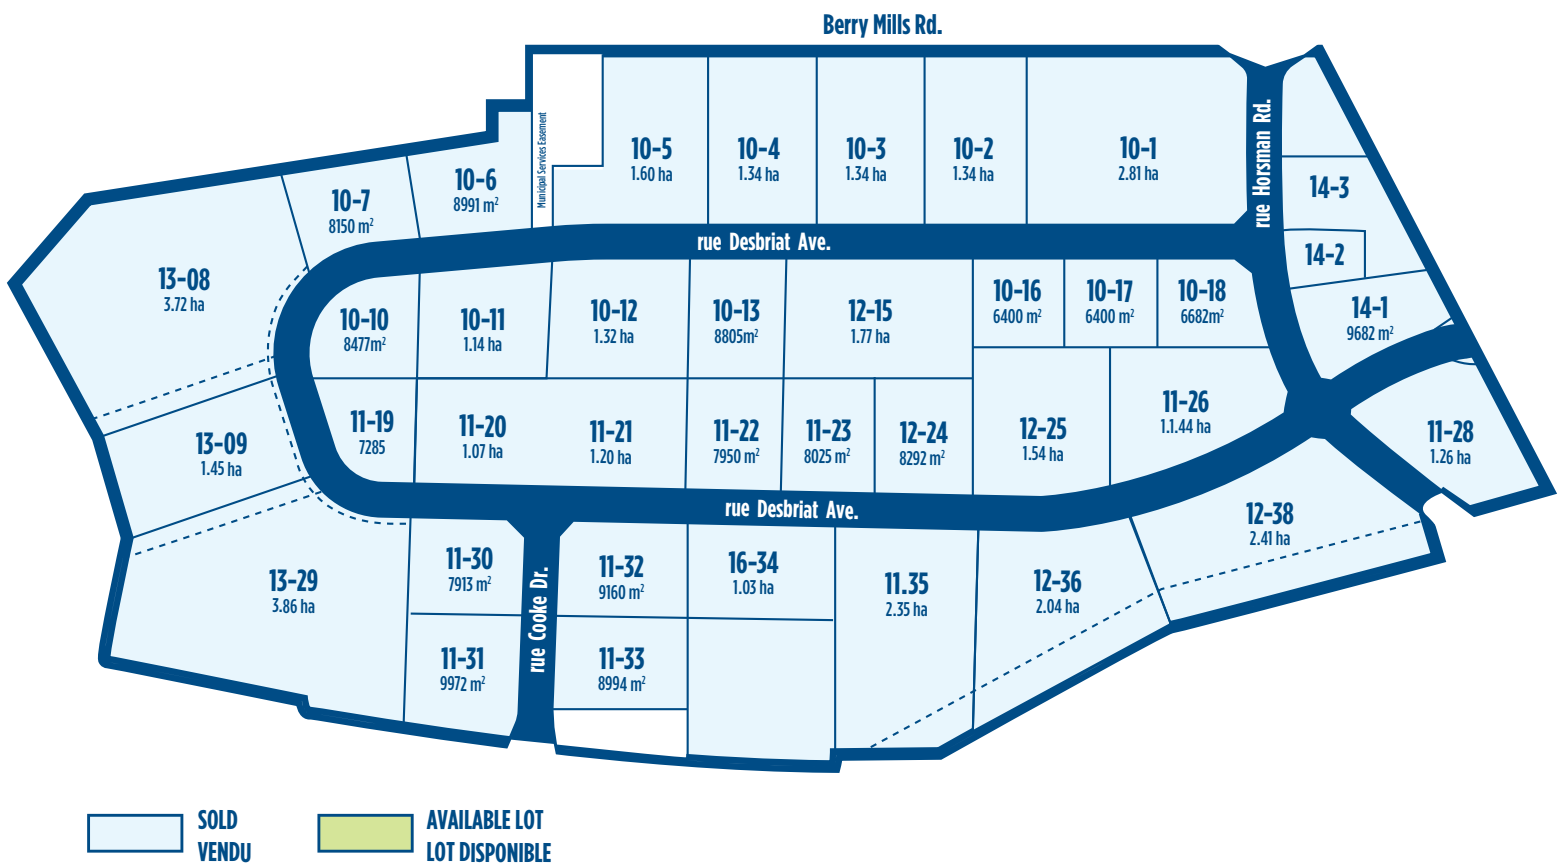 Berry Mills Rd.
Municipal Services Easement
10-5
1.60 ha
10-4
1.34 ha
10-3
1.34 ha
10-2
1.34 ha
10-1
2.81 ha
rue Horsman Rd.
10-7
8150 m²
10-6
8991 m²
14-3
14-2
14-1
9682 m²
rue Desbriat Ave.
13-08
3.72 ha
10-10
8477m²
10-11
1.14 ha
10-12
1.32 ha
10-13
8805m²
12-15
1.77 ha
10-16
6400 m²
10-17
6400 m²
10-18
6682m²
13-09
1.45 ha
11-19
7285
11-20
1.07 ha
11-21
1.20 ha
11-22
7950 m²
11-23
8025 m²
12-24
8292 m²
12-25
1.54 ha
11-26
1.1.44 ha
11-28
1.26 ha
rue Desbriat Ave.
12-38
2.41 ha
13-29
3.86 ha
11-30
7913 m²
rue Cooke Dr.
11-32
9160 m²
16-34
1.03 ha
11.35
2.35 ha
12-36
2.04 ha
11-31
9972 m²
11-33
8994 m²
SOLD
VENDU
AVAILABLE LOT
LOT DISPONIBLE